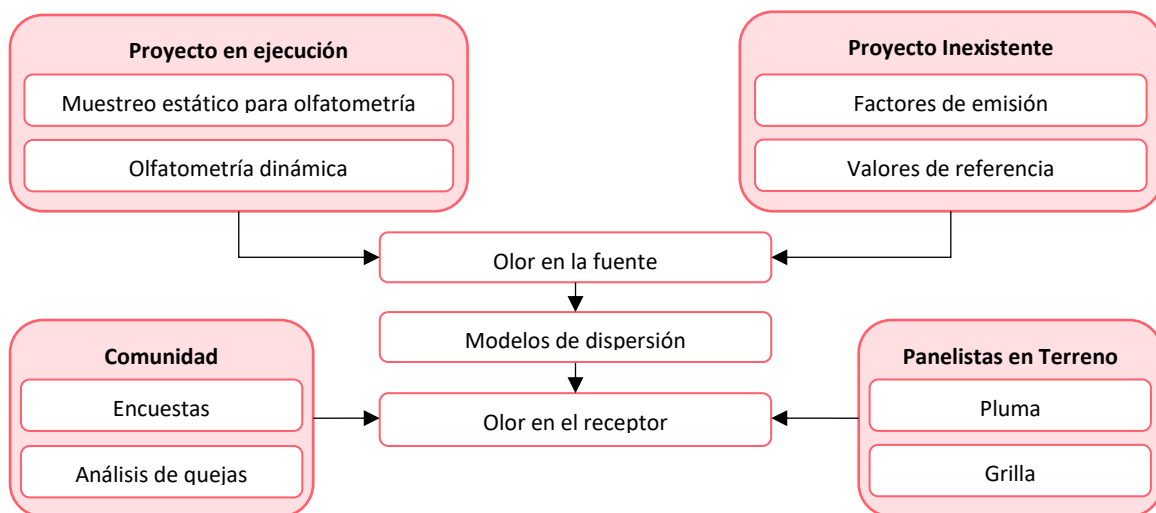 Proyecto en ejecución
Muestreo estático para olfatometría
Olfatometría dinámica
Proyecto Inexistente
Factores de emisión
Valores de referencia
Olor en la fuente
Modelos de dispersión
Olor en el receptor
Comunidad
Encuestas
Análisis de quejas
Panelistas en Terreno
Pluma
Grilla